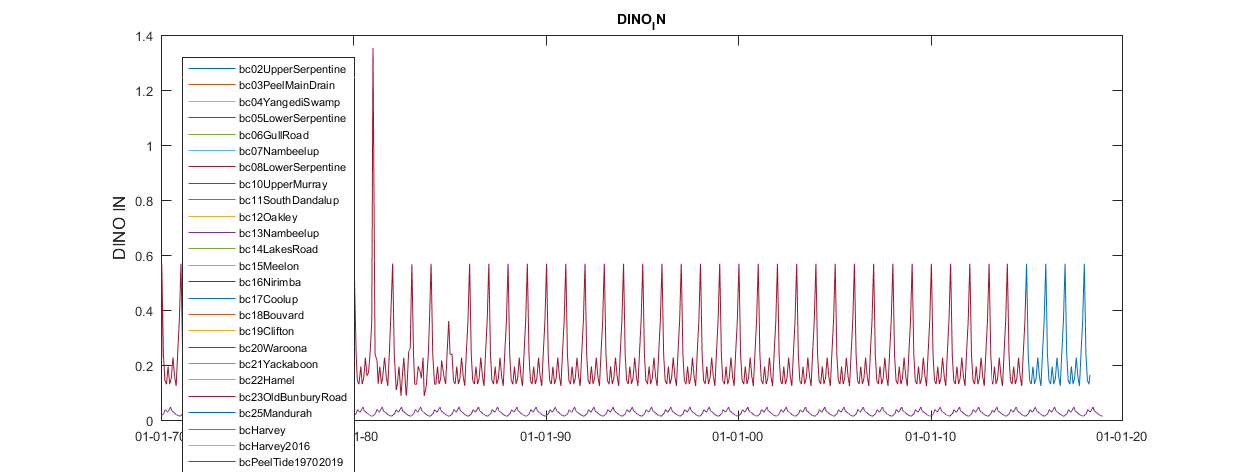 DINO_IN
1.4
1.2
1
0.8
0.6
0.4
0.2
0
DINO IN
bc02UpperSerpentine
bc03PeelMainDrain
bc04YangediSwamp
bc05LowerSerpentine
bc06GullRoad
bc07Nambeelup
bc08LowerSerpentine
bc10UpperMurray
bc11SouthDandalup
bc12Oakley
bc13Nambeelup
bc14LakesRoad
bc15Meelon
bc16Nirimba
bc17Coolup
bc18Bouvard
bc19Clifton
bc20Waroona
bc21Yackaboon
bc22Hamel
bc23OldBunburyRoad
bc25Mandurah
bcHarvey
bcHarvey2016
bcPeelTide19702019
01-01-70 1-80 01-01-90 01-01-00 01-01-10 01-01-20